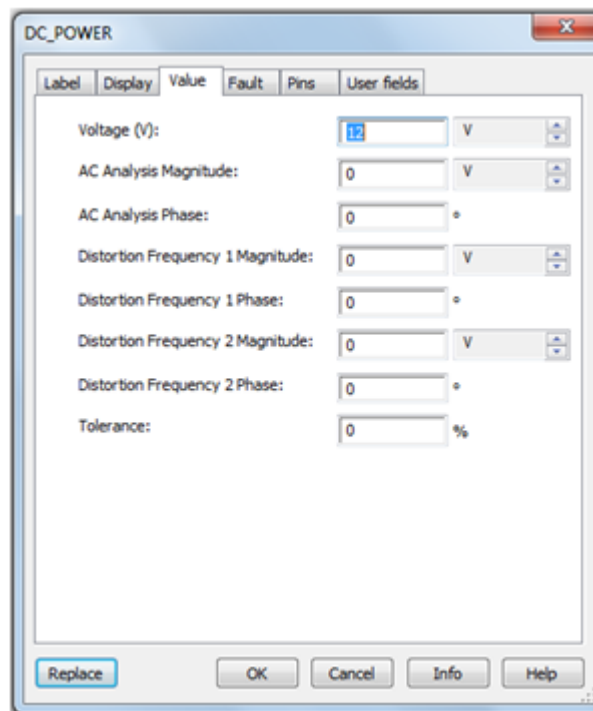 DC_POWER
Label Display Value Fault Pins User fields
Voltage (V): 12 V
AC Analysis Magnitude: 0 V
AC Analysis Phase: 0 °
Distortion Frequency 1 Magnitude: 0 V
Distortion Frequency 1 Phase: 0 °
Distortion Frequency 2 Magnitude: 0 V
Distortion Frequency 2 Phase: 0 °
Tolerance: 0 %
Replace OK Cancel Info Help